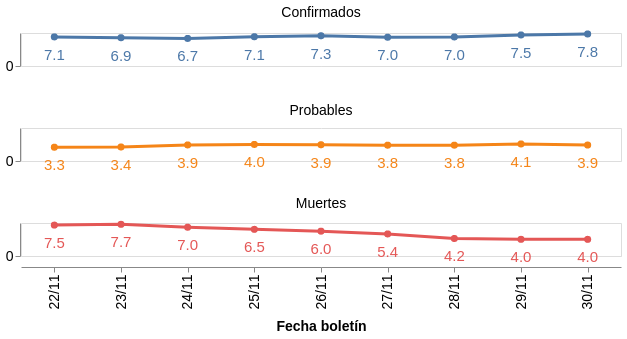 Confirmados
0
7.1 6.9 6.7 7.1 7.3 7.0 7.0 7.5 7.8
Probables
0
3.3 3.4 3.9 4.0 3.9 3.8 3.8 4.1 3.9
Muertes
0
7.5 7.7 7.0 6.5 6.0 5.4 4.2 4.0 4.0
22/11 23/11 24/11 25/11 26/11 27/11 28/11 29/11 30/11
Fecha boletín